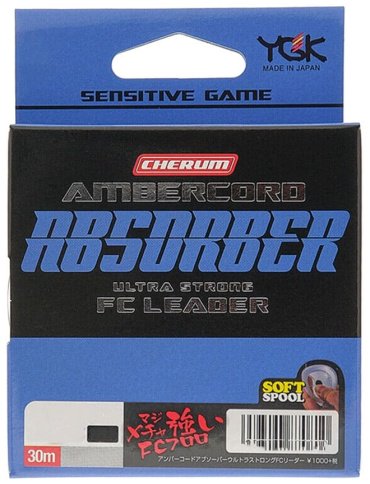 YGK
MADE IN JAPAN
SENSITIVE GAME
CHERUM
AMBERCORD
ABSORBER
ULTRA STRONG
FC LEADER
SOFT
SPOOL
マジ
メーチャ強い
FCフロロ
30m
アンバーコードアブソーバーウルトラストロングFCリーダー ¥1000+税